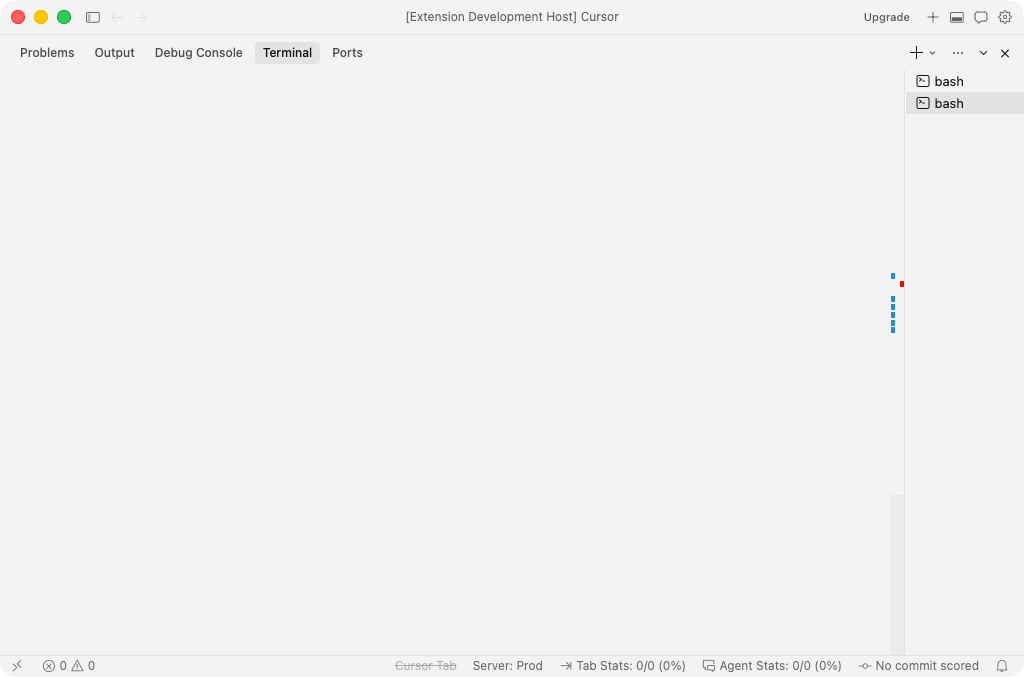 [Extension Development Host] Cursor
Upgrade
Problems Output Debug Console Terminal Ports
bash
bash
0 0 Cursor Tab Server: Prod Tab Stats: 0/0 (0%) Agent Stats: 0/0 (0%) No commit scored